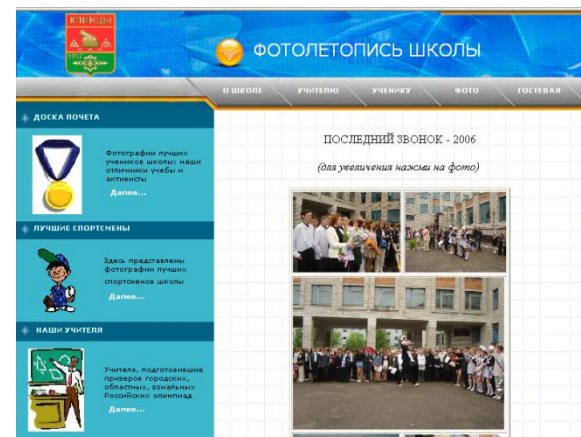 КЛИНЦЫ
1707
ФОТОЛЕТОПИСЬ ШКОЛЫ
О ШКОЛЕ УЧИТЕЛЮ УЧЕНИКУ ФОТО ГОСТЕВАЯ
ДОСКА ПОЧЕТА
Фотографии лучших
учеников школы: наши
отличники учебы и
активисты
Далее...
ЛУЧШИЕ СПОРТСМЕНЫ
Здесь представлены
фотографии лучших
спортсменов школы
Далее...
НАШИ УЧИТЕЛЯ
Учителя, подготовившие
призеров городских,
областных, зональных
Российских олимпиад
Далее...
ПОСЛЕДНИЙ ЗВОНОК - 2006
(для увеличения нажми на фото)